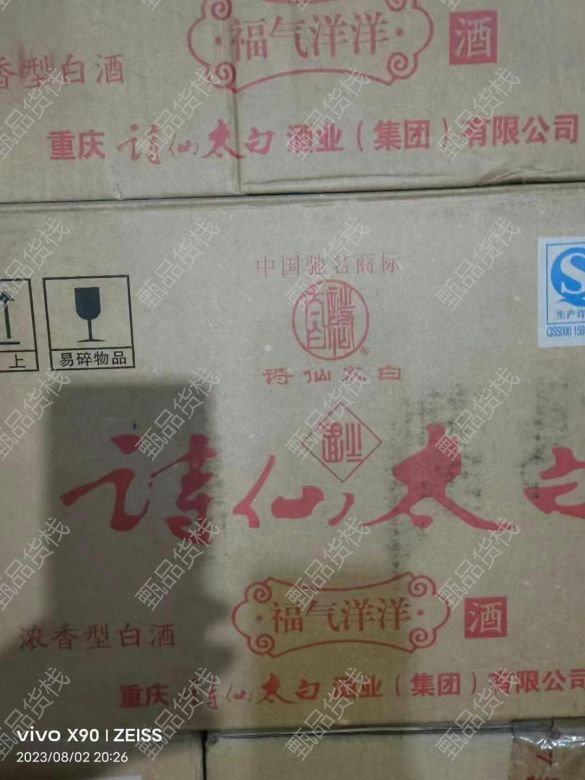 福气洋洋 酒
香型白酒
重庆 诗仙太白 酒业（集团）有限公司
中国驰名商标
®
诗仙太白
上 易碎物品
生产许
QS5000 150
诗仙太白
福气洋洋 酒
浓香型白酒
重庆 诗仙太白 酒业（集团）有限公司
vivo X90 | ZEISS
2023/08/02 20:26
甄品货栈